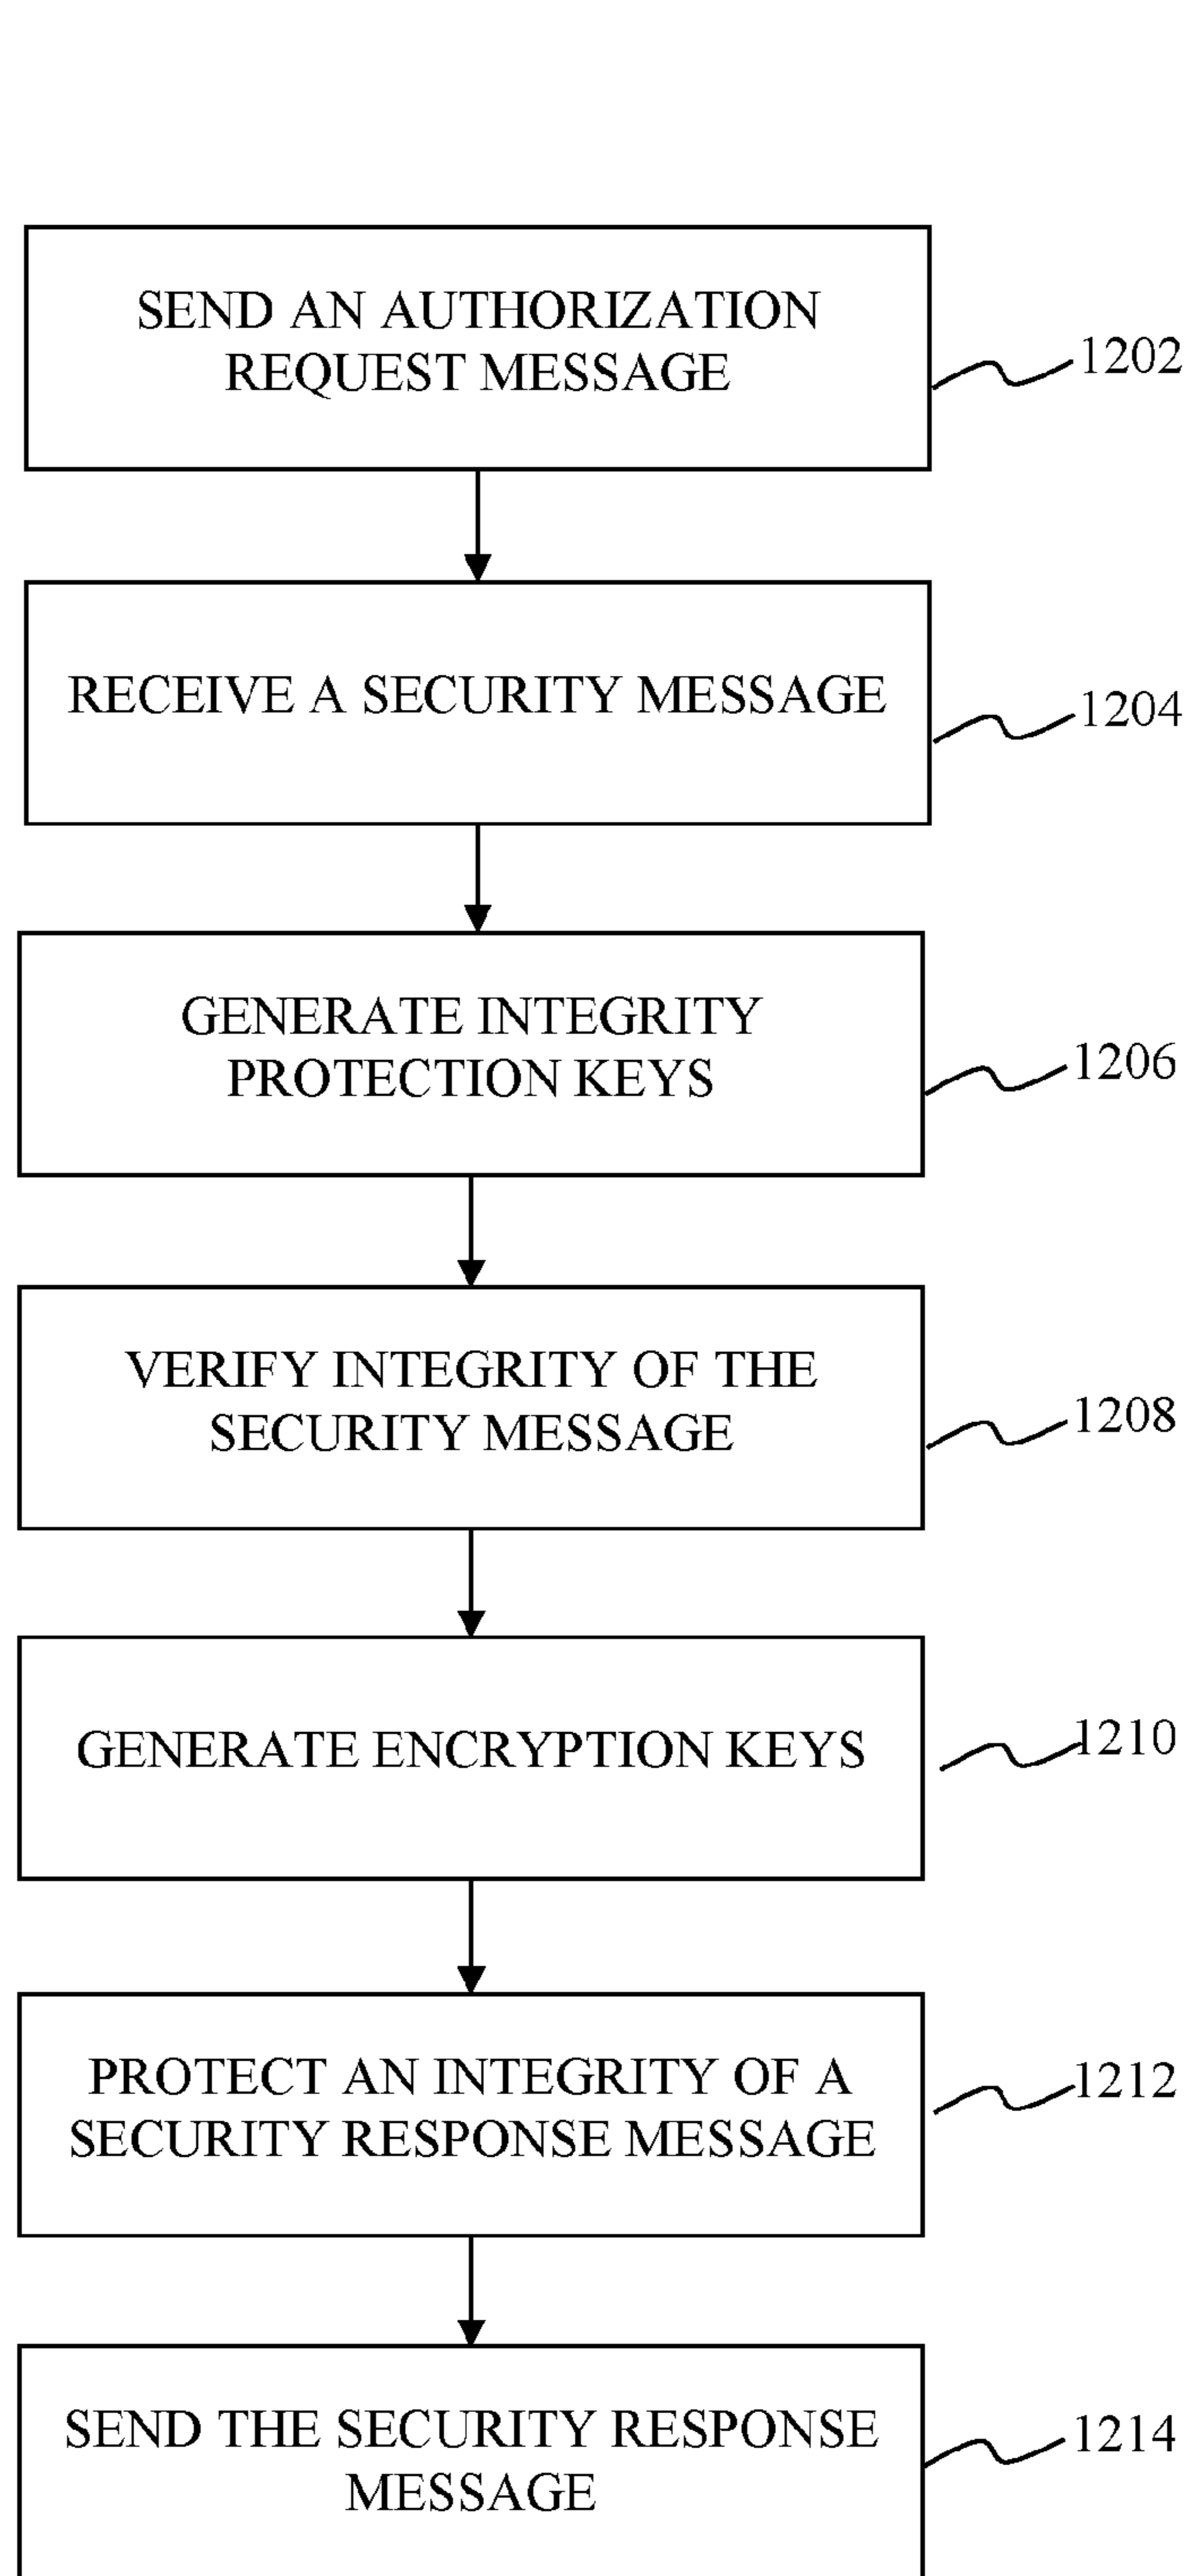 SEND AN AUTHORIZATION
REQUEST MESSAGE
1202
RECEIVE A SECURITY MESSAGE
1204
GENERATE INTEGRITY
PROTECTION KEYS
1206
VERIFY INTEGRITY OF THE
SECURITY MESSAGE
1208
GENERATE ENCRYPTION KEYS
1210
PROTECT AN INTEGRITY OF A
SECURITY RESPONSE MESSAGE
1212
SEND THE SECURITY RESPONSE
MESSAGE
1214